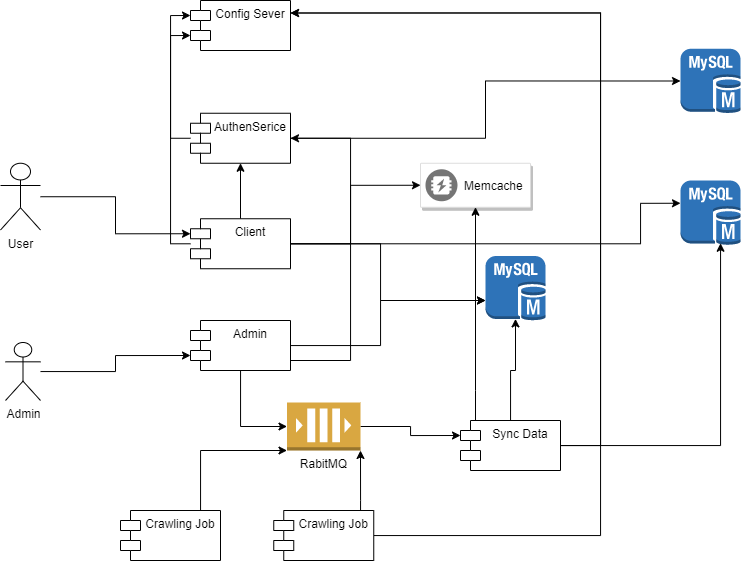 Config Sever
MySQL
M
AuthenSerice
Memcache
User
MySQL
M
Client
MySQL
M
Admin
Admin
Sync Data
RabitMQ
Crawling Job
Crawling Job